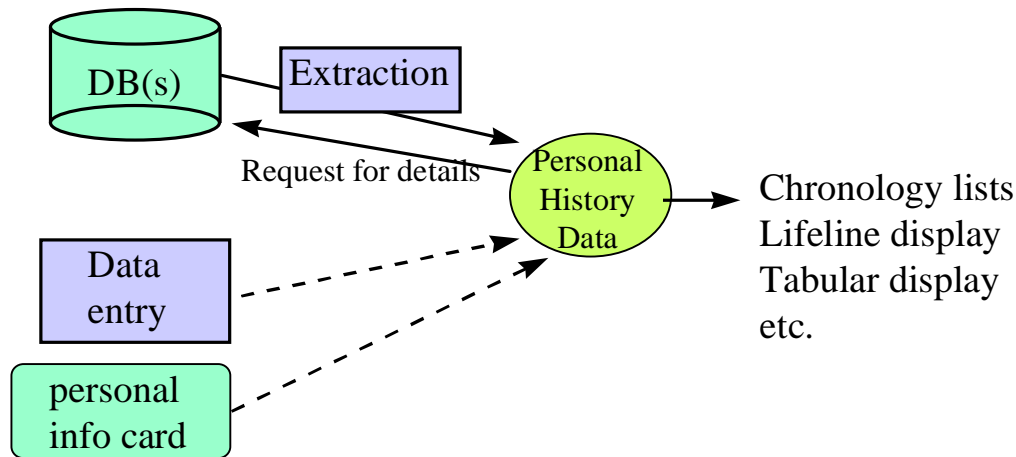 DB(s)
Extraction
Request for details
Personal
History
Data
Chronology lists
Lifeline display
Tabular display
etc.
Data
entry
personal
info card